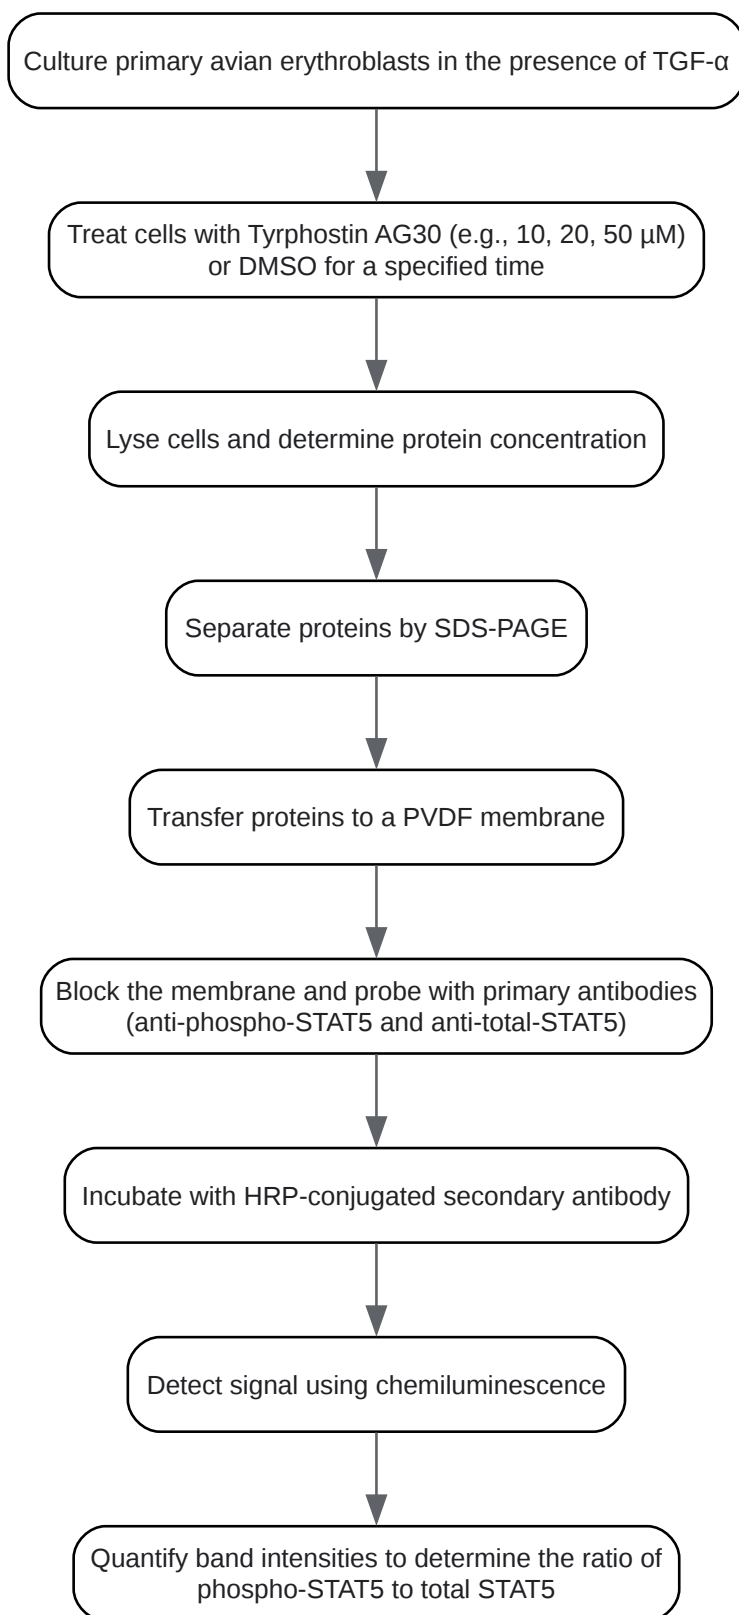 Culture primary avian erythroblasts in the presence of TGF-α
Treat cells with Tyrphostin AG30 (e.g., 10, 20, 50 µM)
or DMSO for a specified time
Lyse cells and determine protein concentration
Separate proteins by SDS-PAGE
Transfer proteins to a PVDF membrane
Block the membrane and probe with primary antibodies
(anti-phospho-STAT5 and anti-total-STAT5)
Incubate with HRP-conjugated secondary antibody
Detect signal using chemiluminescence
Quantify band intensities to determine the ratio of
phospho-STAT5 to total STAT5